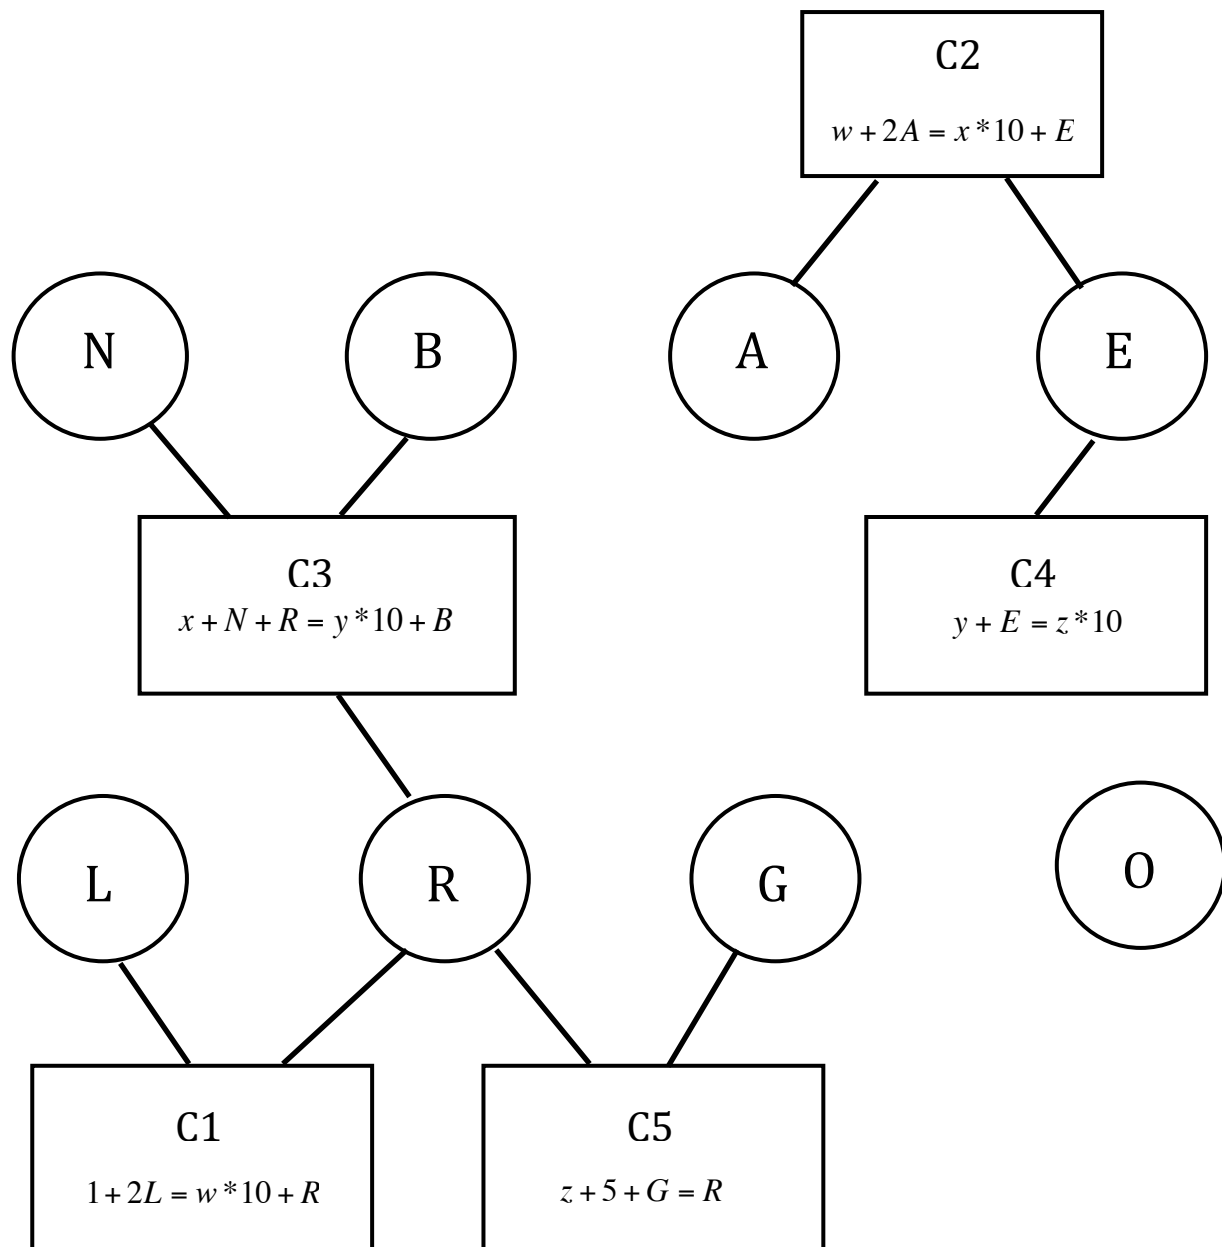 C2
w + 2A = x * 10 + E
N
B
A
E
C3
x + N + R = y * 10 + B
C4
y + E = z * 10
L
R
G
O
C1
1 + 2L = w * 10 + R
C5
z + 5 + G = R